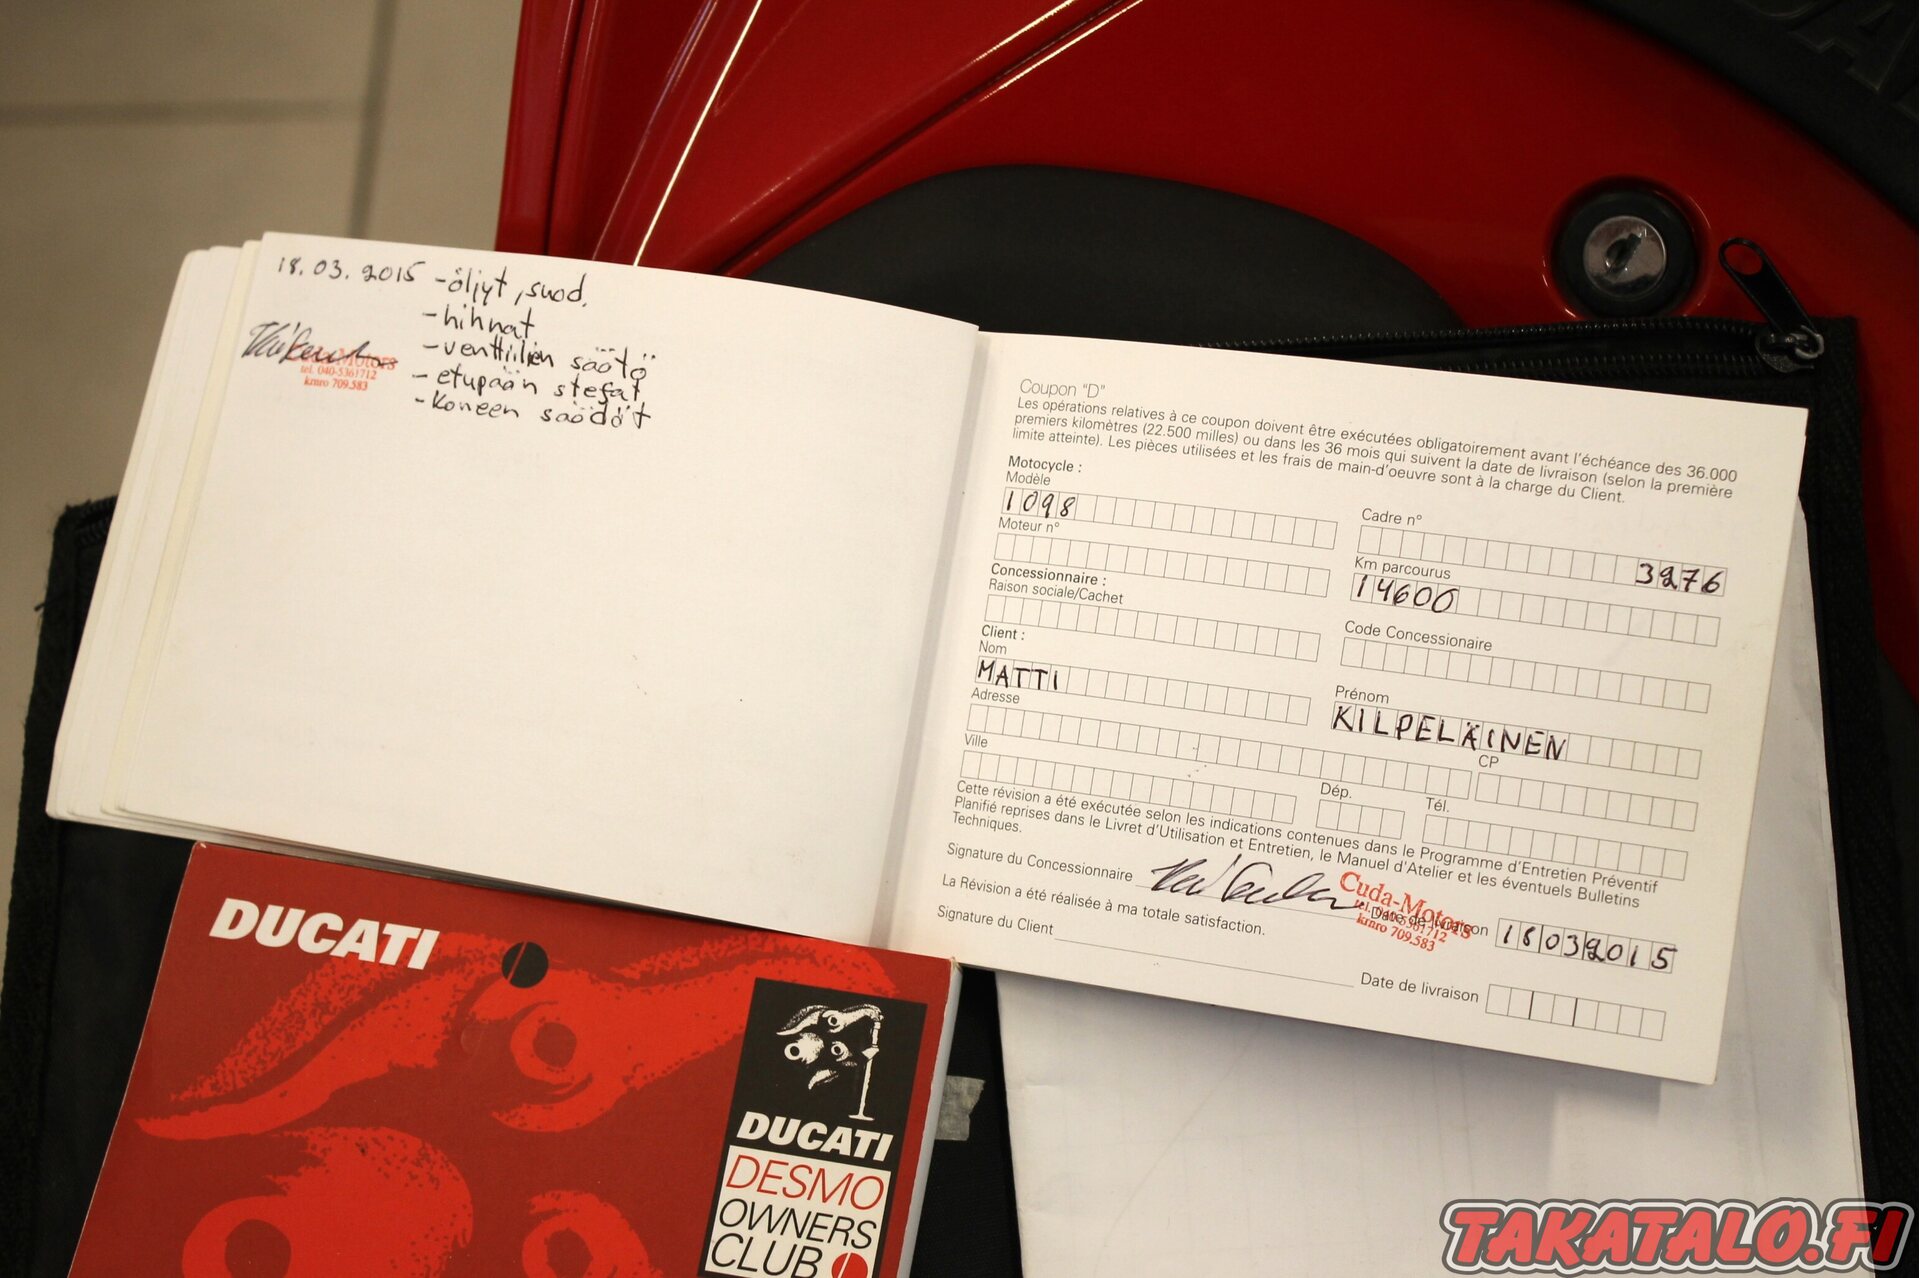 18.03.2015 -öljyt, suod.
-hihnat
-venttiilien säätö
-etupään stefat
-koneen säädöt
Cuda-Motors
tel. 040-5361712
kmro 709.583
Coupon "D"
Les opérations relatives à ce coupon doivent être exécutées obligatoirement avant l'échéance des 36.000
premiers kilomètres (22.500 milles) ou dans les 36 mois qui suivent la date de livraison (selon la première
limite atteinte). Les pièces utilisées et les frais de main-d'oeuvre sont à la charge du Client.
Motocycle :
Modèle
1098
Cadre n°
3276
Moteur n°
Km parcourus
14600
Concessionnaire :
Raison sociale/Cachet
Code Concessionaire
Client :
Nom
MATTI
Prénom
KILPELÄINEN
Adresse
CP
Ville
Dép.
Tél.
Cette révision a été exécutée selon les indications contenues dans le Programme d'Entretien Préventif
Planifié reprises dans le Livret d'Utilisation et Entretien, le Manuel d'Atelier et les éventuels Bulletins
Techniques.
Signature du Concessionnaire
Cuda-Motors
tel. 040-5361712
kmro 709.583
Date de livraison
18032015
La Révision a été réalisée à ma totale satisfaction.
Signature du Client
Date de livraison
DUCATI
DUCATI
DESMO
OWNERS
CLUB
TAKATALO.FI